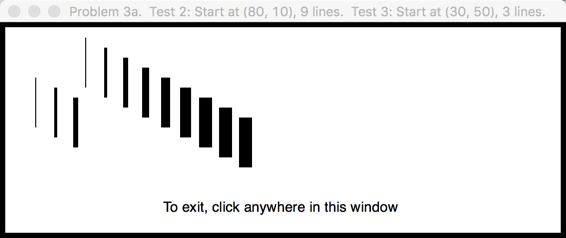 Problem 3a.  Test 2: Start at (80, 10), 9 lines.  Test 3: Start at (30, 50), 3 lines.
To exit, click anywhere in this window